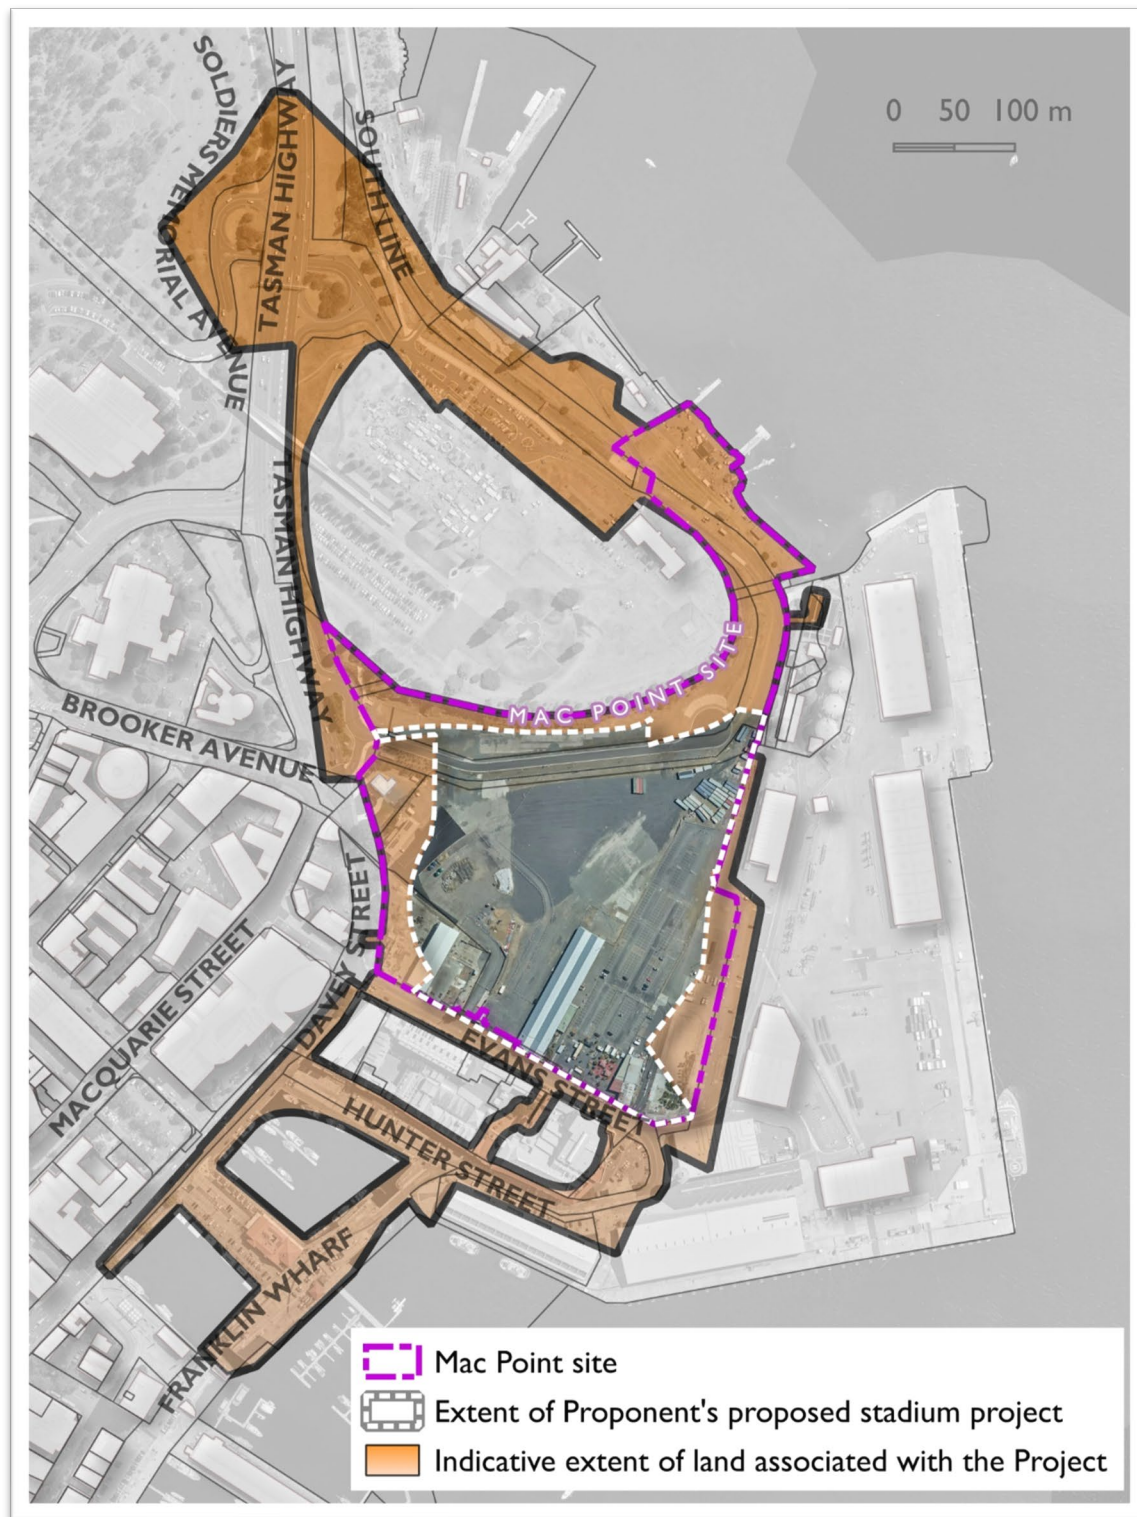 0 50 100 m
SOLDIERS MEMORIAL AVENUE
TASMAN HIGHWAY
SOUTH LINE
TASMAN HIGHWAY
MAC POINT SITE
BROOKER AVENUE
DAVEY STREET
MACQUARIE STREET
DAVEY STREET
EVANS STREET
HUNTER STREET
FRANKLIN WHARF
Mac Point site
Extent of Proponent's proposed stadium project
Indicative extent of land associated with the Project